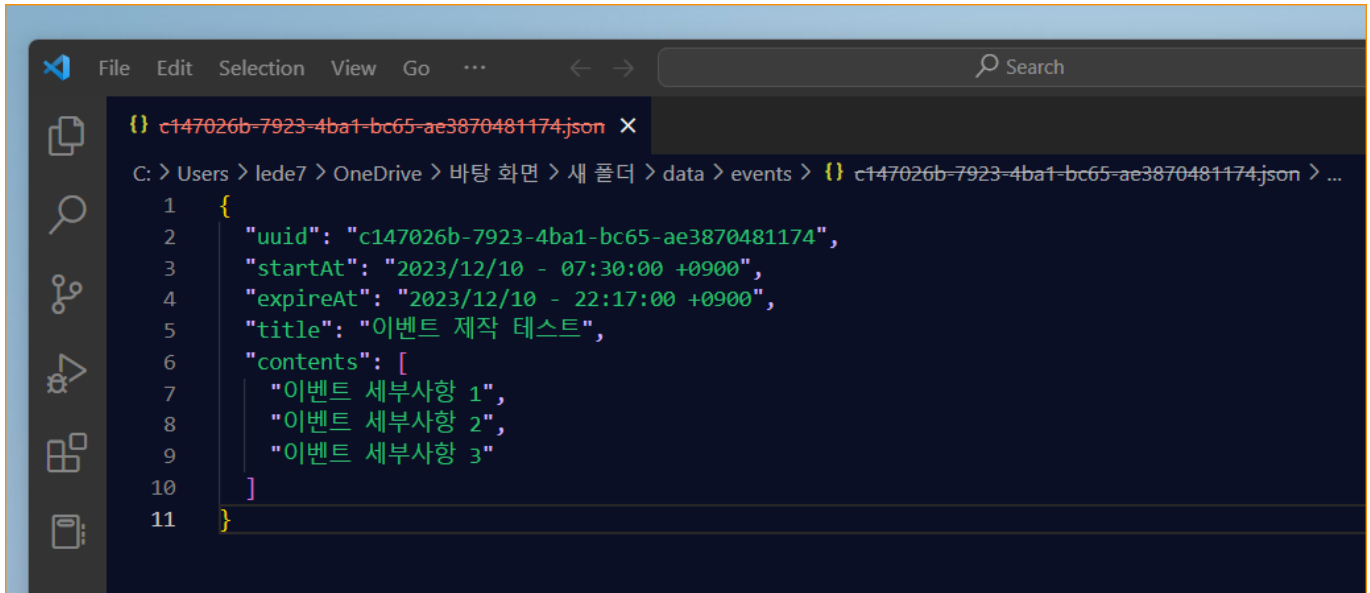 File Edit Selection View Go ··· ← → Search
{} c147026b-7923-4ba1-bc65-ae3870481174.json ×
C: > Users > lede7 > OneDrive > 바탕 화면 > 새 폴더 > data > events > {} c147026b-7923-4ba1-bc65-ae3870481174.json > ...
1 {
2 "uuid": "c147026b-7923-4ba1-bc65-ae3870481174",
3 "startAt": "2023/12/10 - 07:30:00 +0900",
4 "expireAt": "2023/12/10 - 22:17:00 +0900",
5 "title": "이벤트 제작 테스트",
6 "contents": [
7 "이벤트 세부사항 1",
8 "이벤트 세부사항 2",
9 "이벤트 세부사항 3"
10 ]
11 }